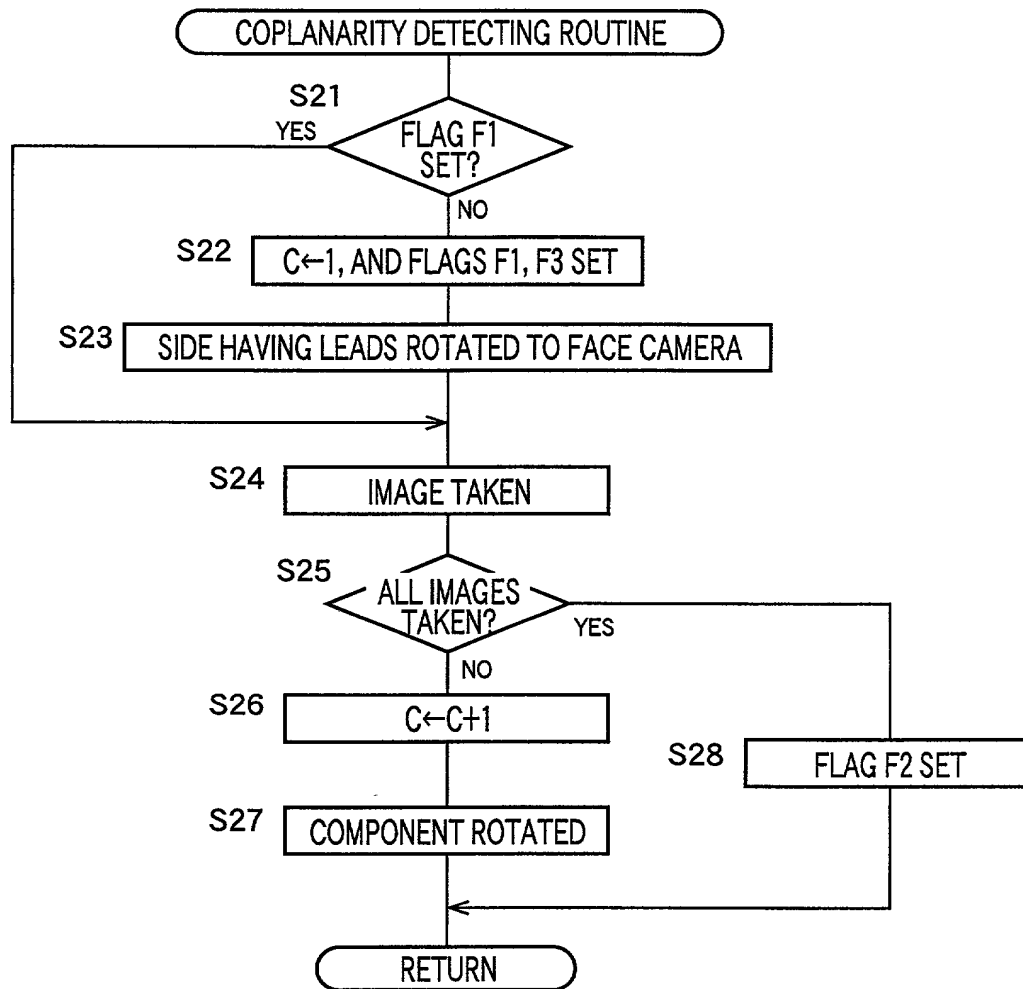 COPLANARITY DETECTING ROUTINE
S21
YES
FLAG F1
SET?
NO
S22
C←1, AND FLAGS F1, F3 SET
S23
SIDE HAVING LEADS ROTATED TO FACE CAMERA
S24
IMAGE TAKEN
S25
ALL IMAGES
TAKEN?
YES
NO
S26
C←C+1
S28
FLAG F2 SET
S27
COMPONENT ROTATED
RETURN